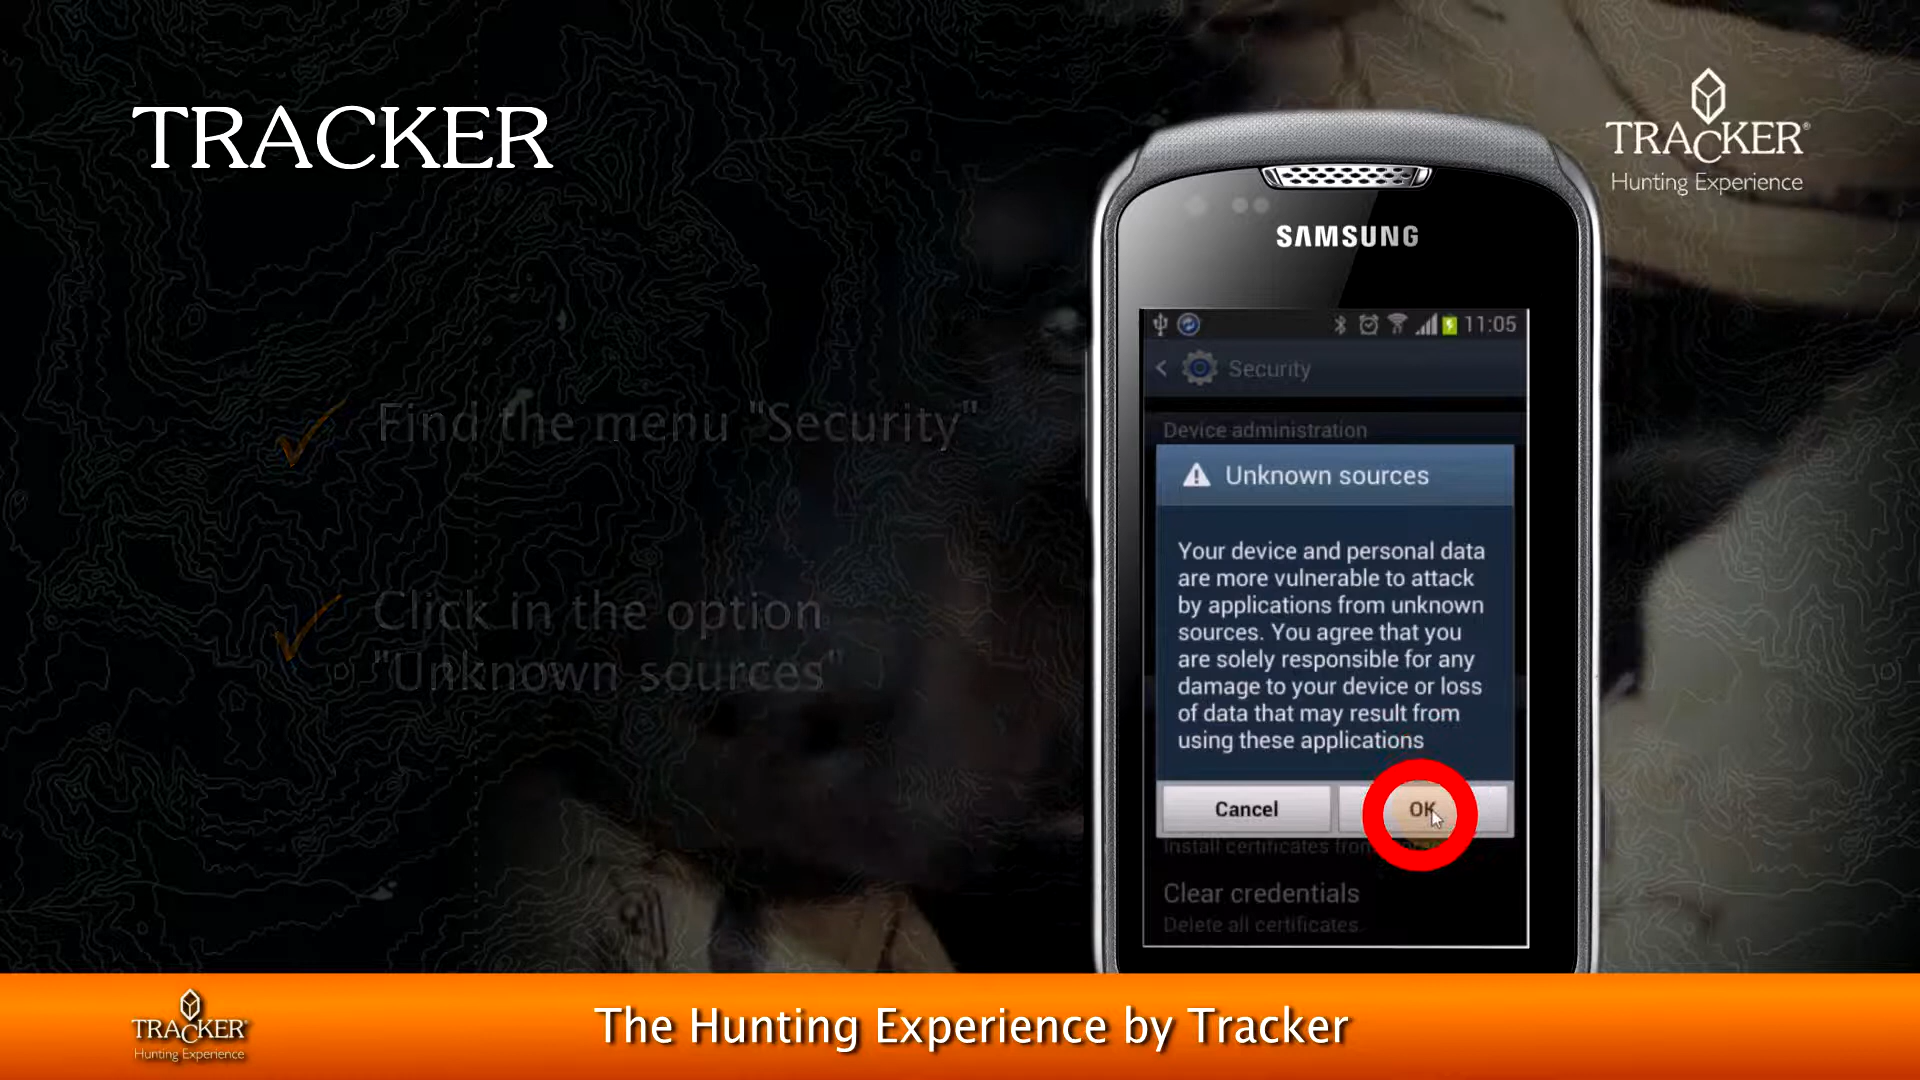 TRACKER
TRACKER®
Hunting Experience
SAMSUNG
11:05
Security
Device administration
Find the menu "Security"
Unknown sources
Your device and personal data
are more vulnerable to attack
by applications from unknown
sources. You agree that you
are solely responsible for any
damage to your device or loss
of data that may result from
using these applications
Click in the option
"Unknown sources"
Cancel
OK
Install certificates from
Clear credentials
Delete all certificates.
TRACKER
Hunting Experience
The Hunting Experience by Tracker